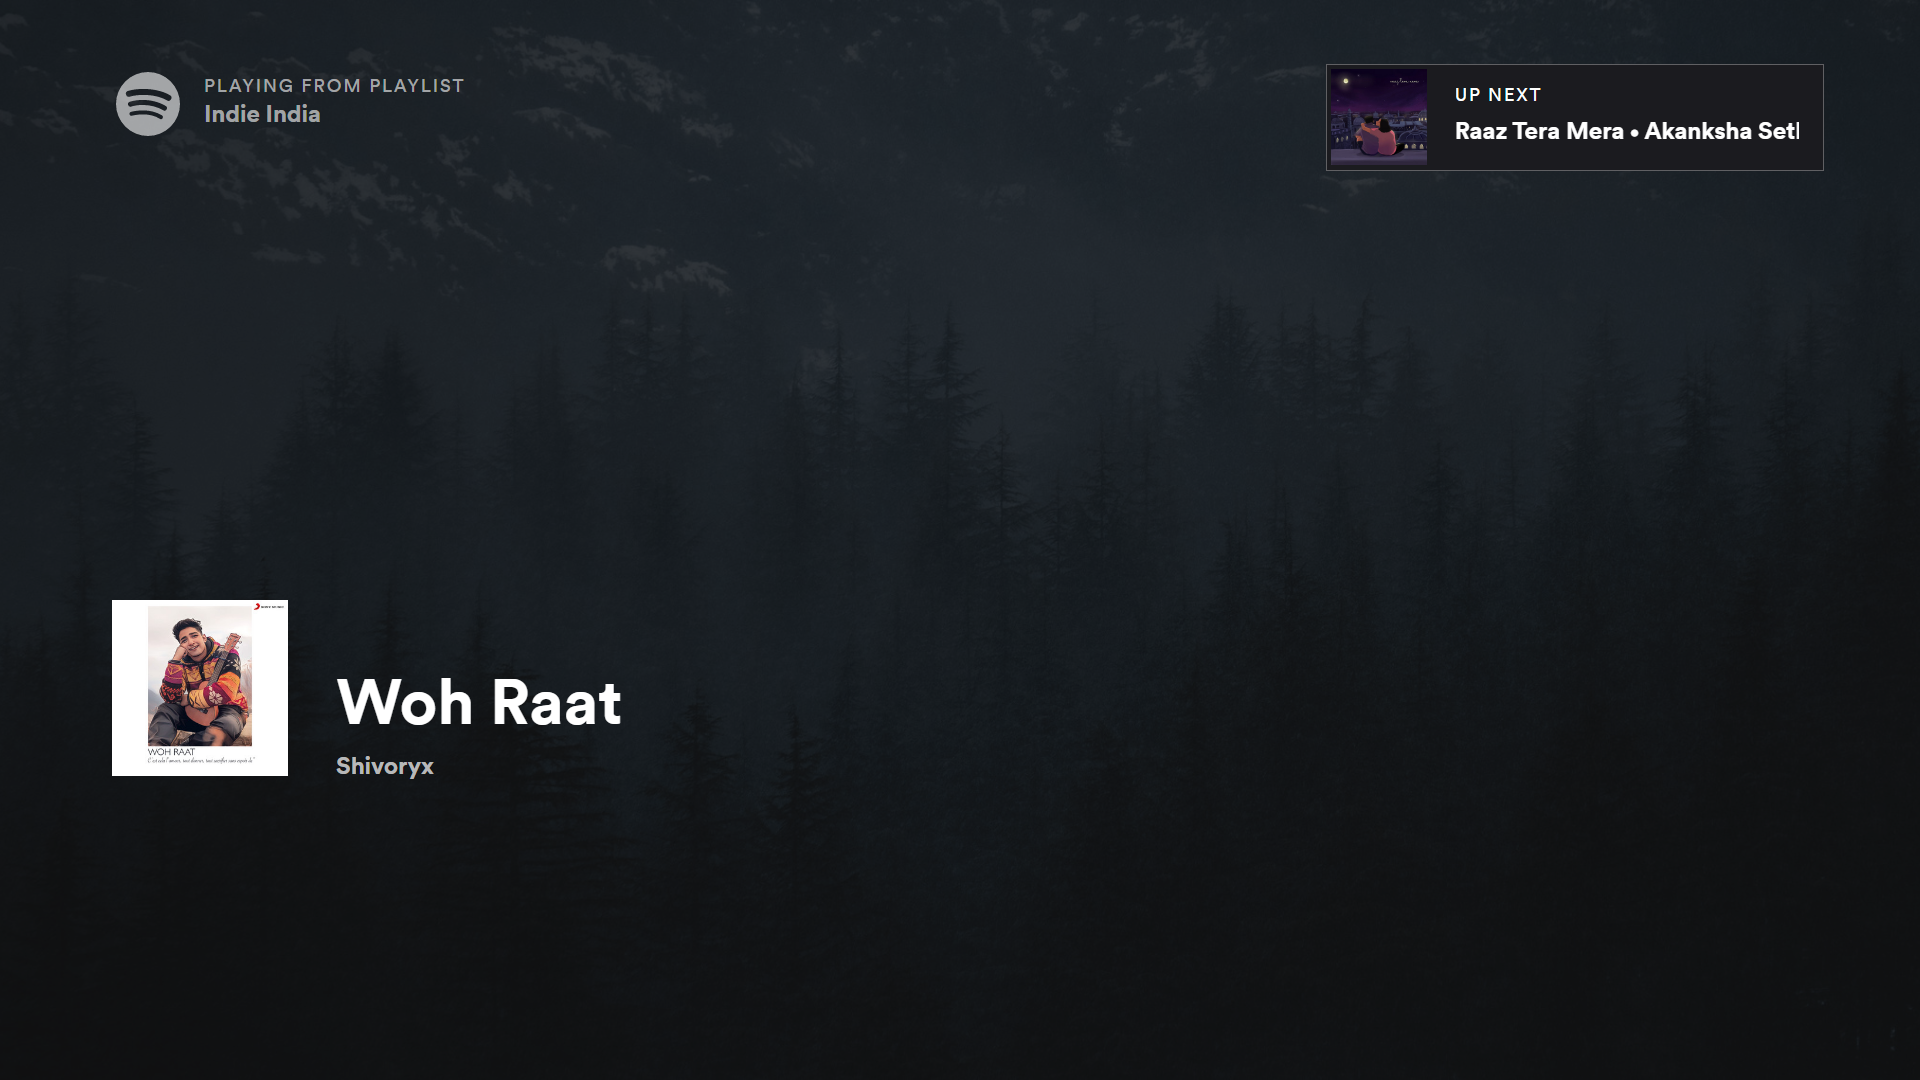 PLAYING FROM PLAYLIST
Indie India
UP NEXT
Raaz Tera Mera • Akanksha Set
WOH RAAT
Woh Raat
Shivoryx